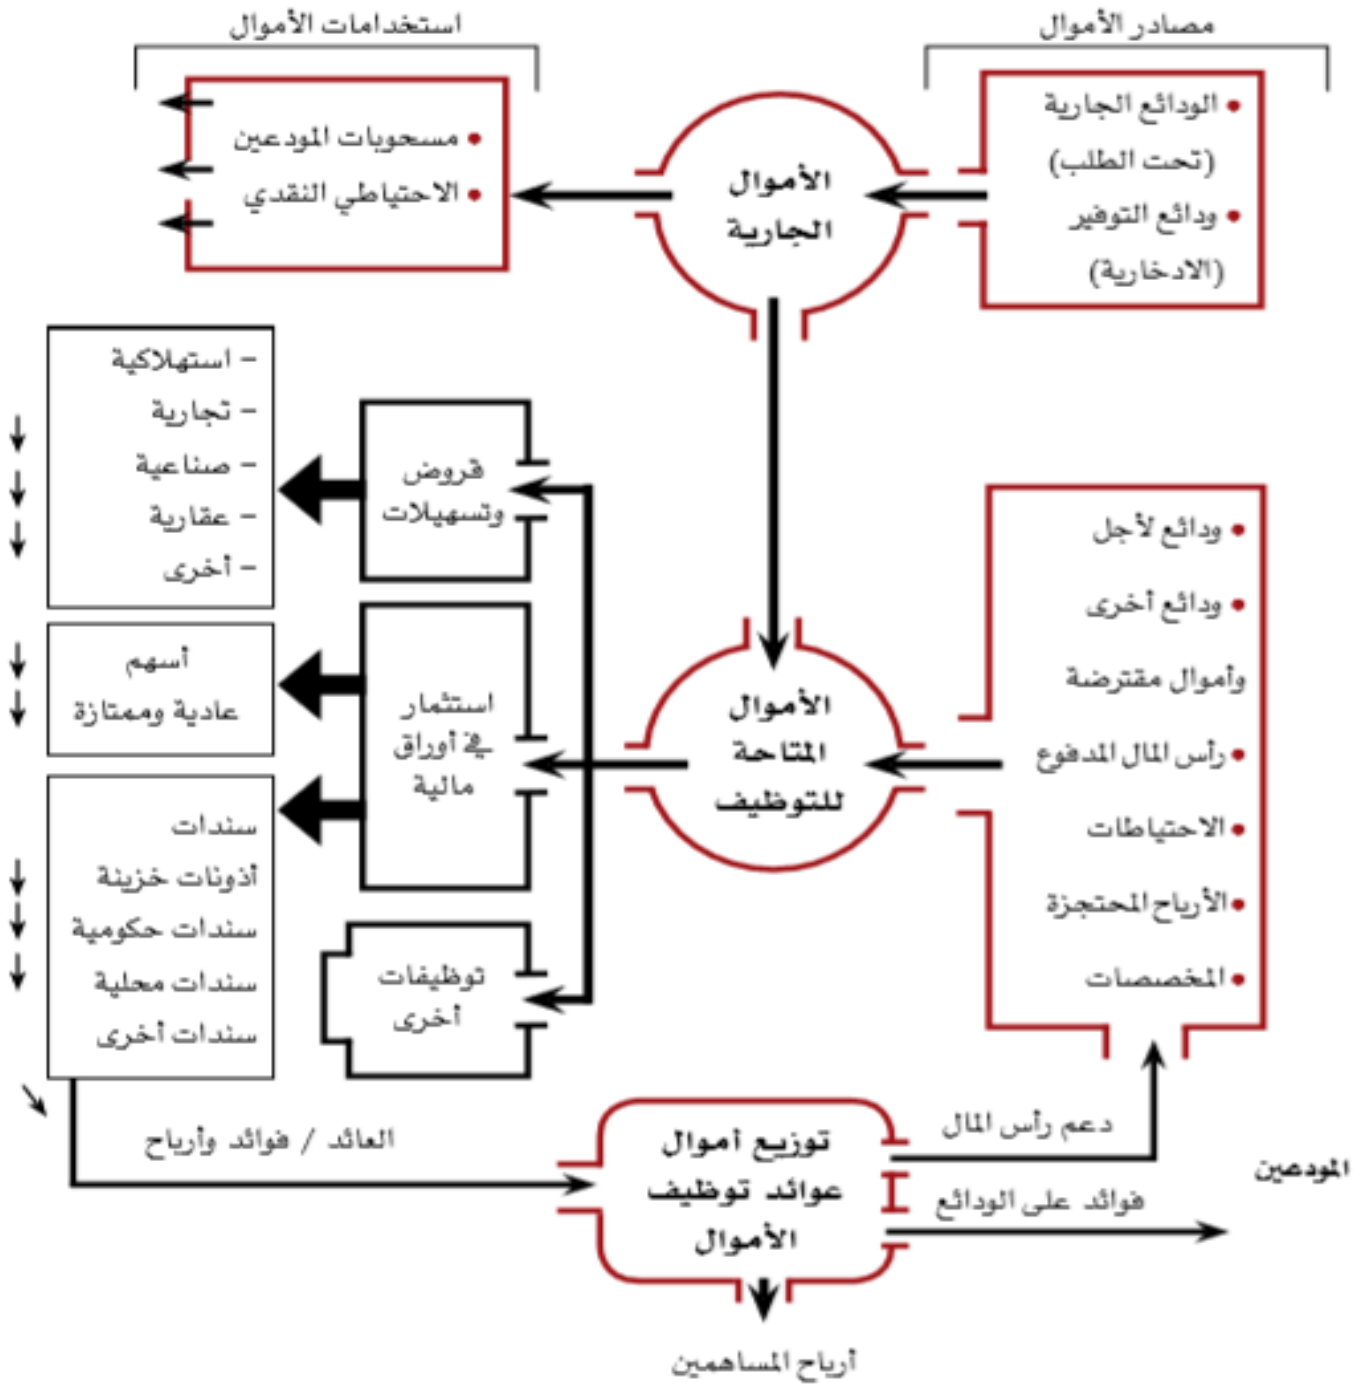 مصادر الأموال
استخدامات الأموال
• الودائع الجارية
(تحت الطلب)
• ودائع التوفير
(الادخارية)
الأموال
الجارية
• مسحوبات المودعين
• الاحتياطي النقدي
• ودائع لأجل
• ودائع أخرى
وأموال مقترضة
• رأس المال المدفوع
• الاحتياطات
• الأرباح المحتجزة
• المخصصات
الأموال
المتاحة
للتوظيف
قروض
وتسهيلات
استثمار
في أوراق
مالية
توظيفات
أخرى
– استهلاكية
– تجارية
– صناعية
– عقارية
– أخرى
أسهم
عادية وممتازة
سندات
أذونات خزينة
سندات حكومية
سندات محلية
سندات أخرى
العائد / فوائد وأرباح
توزيع أموال
عوائد توظيف
الأموال
دعم رأس المال
فوائد على الودائع
المودعين
أرباح المساهمين